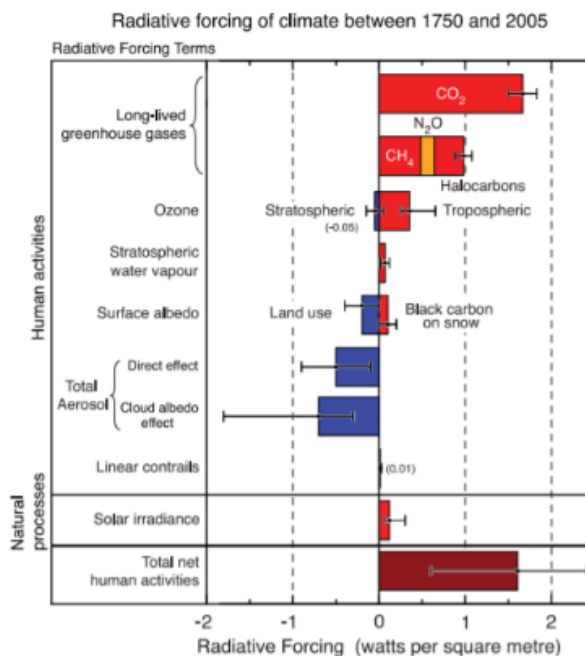 Radiative forcing of climate between 1750 and 2005
Radiative Forcing Terms
Human activities
Long-lived
greenhouse gases
CO2
N2O
CH4
Halocarbons
Ozone
Stratospheric
(-0.05)
Tropospheric
Stratospheric
water vapour
Surface albedo
Land use
Black carbon
on snow
Total
Aerosol
Direct effect
Cloud albedo
effect
Linear contrails
(0.01)
Natural
processes
Solar irradiance
Total net
human activities
-2 -1 0 1 2
Radiative Forcing (watts per square metre)